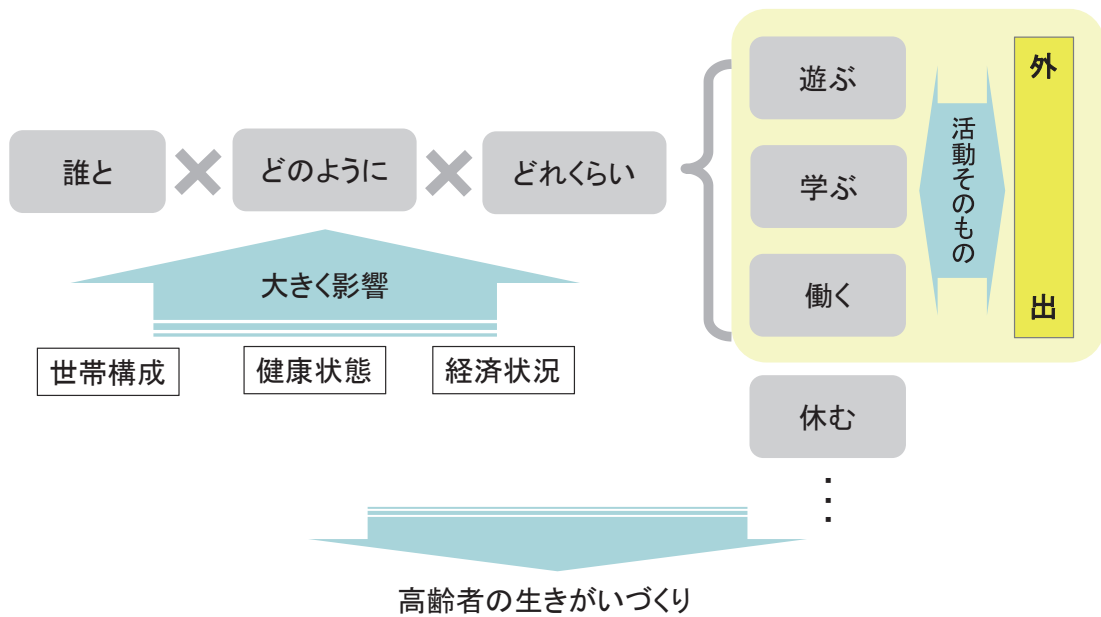 誰と
×
どのように
×
どれくらい
遊ぶ
学ぶ
働く
休む
⋮
活動そのもの
外出
大きく影響
世帯構成
健康状態
経済状況
高齢者の生きがいづくり